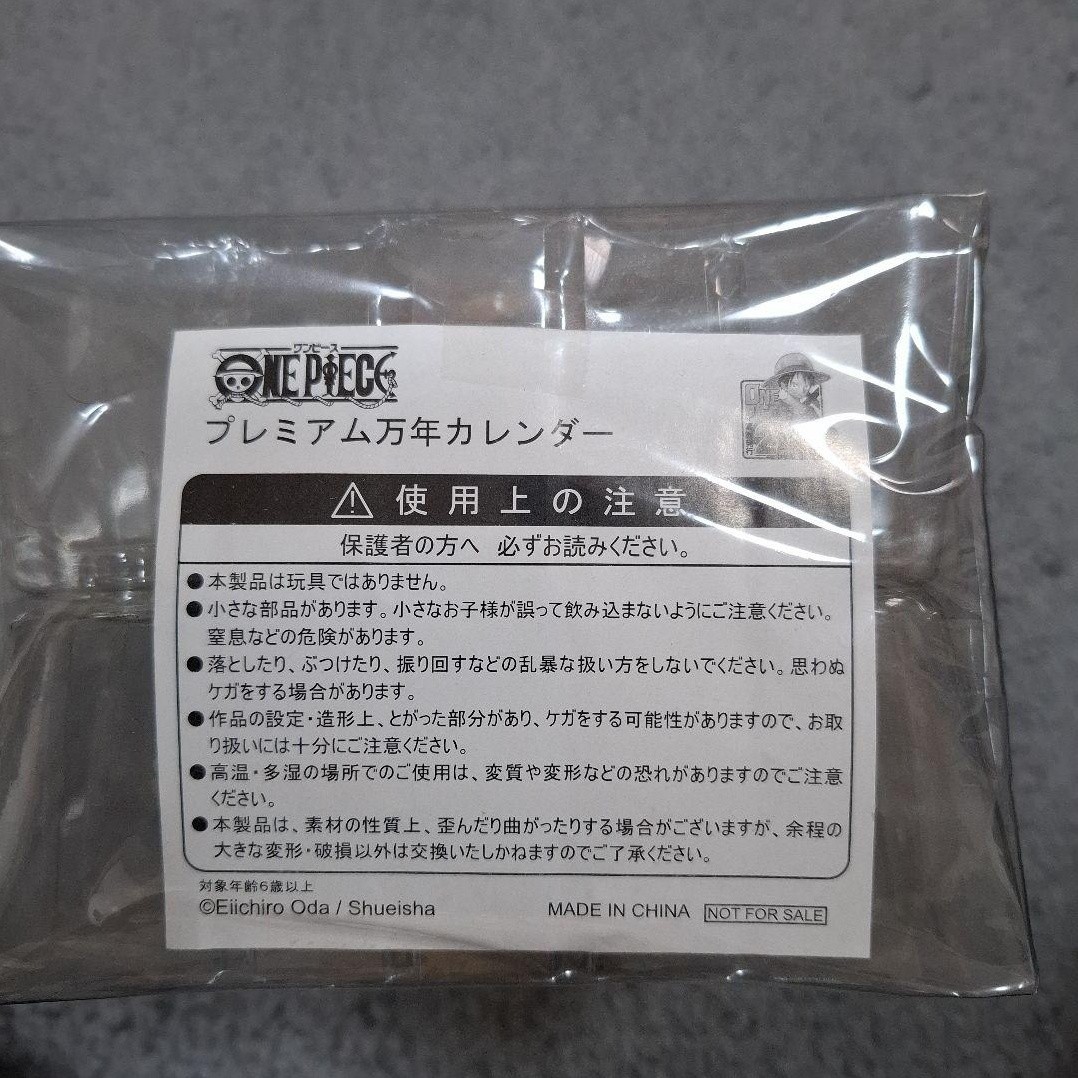 ワンピース
ONE PIECE
プレミアム万年カレンダー
ONE
使用上の注意
保護者の方へ 必ずお読みください。
●本製品は玩具ではありません。
●小さな部品があります。小さなお子様が誤って飲み込まないようにご注意ください。
窒息などの危険があります。
●落としたり、ぶつけたり、振り回すなどの乱暴な扱い方をしないでください。思わぬ
ケガをする場合があります。
●作品の設定・造形上、とがった部分があり、ケガをする可能性がありますので、お取
り扱いには十分にご注意ください。
●高温・多湿の場所でのご使用は、変質や変形などの恐れがありますのでご注意
ください。
●本製品は、素材の性質上、歪んだり曲がったりする場合がございますが、余程の
大きな変形・破損以外は交換いたしかねますのでご了承ください。
対象年齢6歳以上
©Eiichiro Oda / Shueisha
MADE IN CHINA
NOT FOR SALE